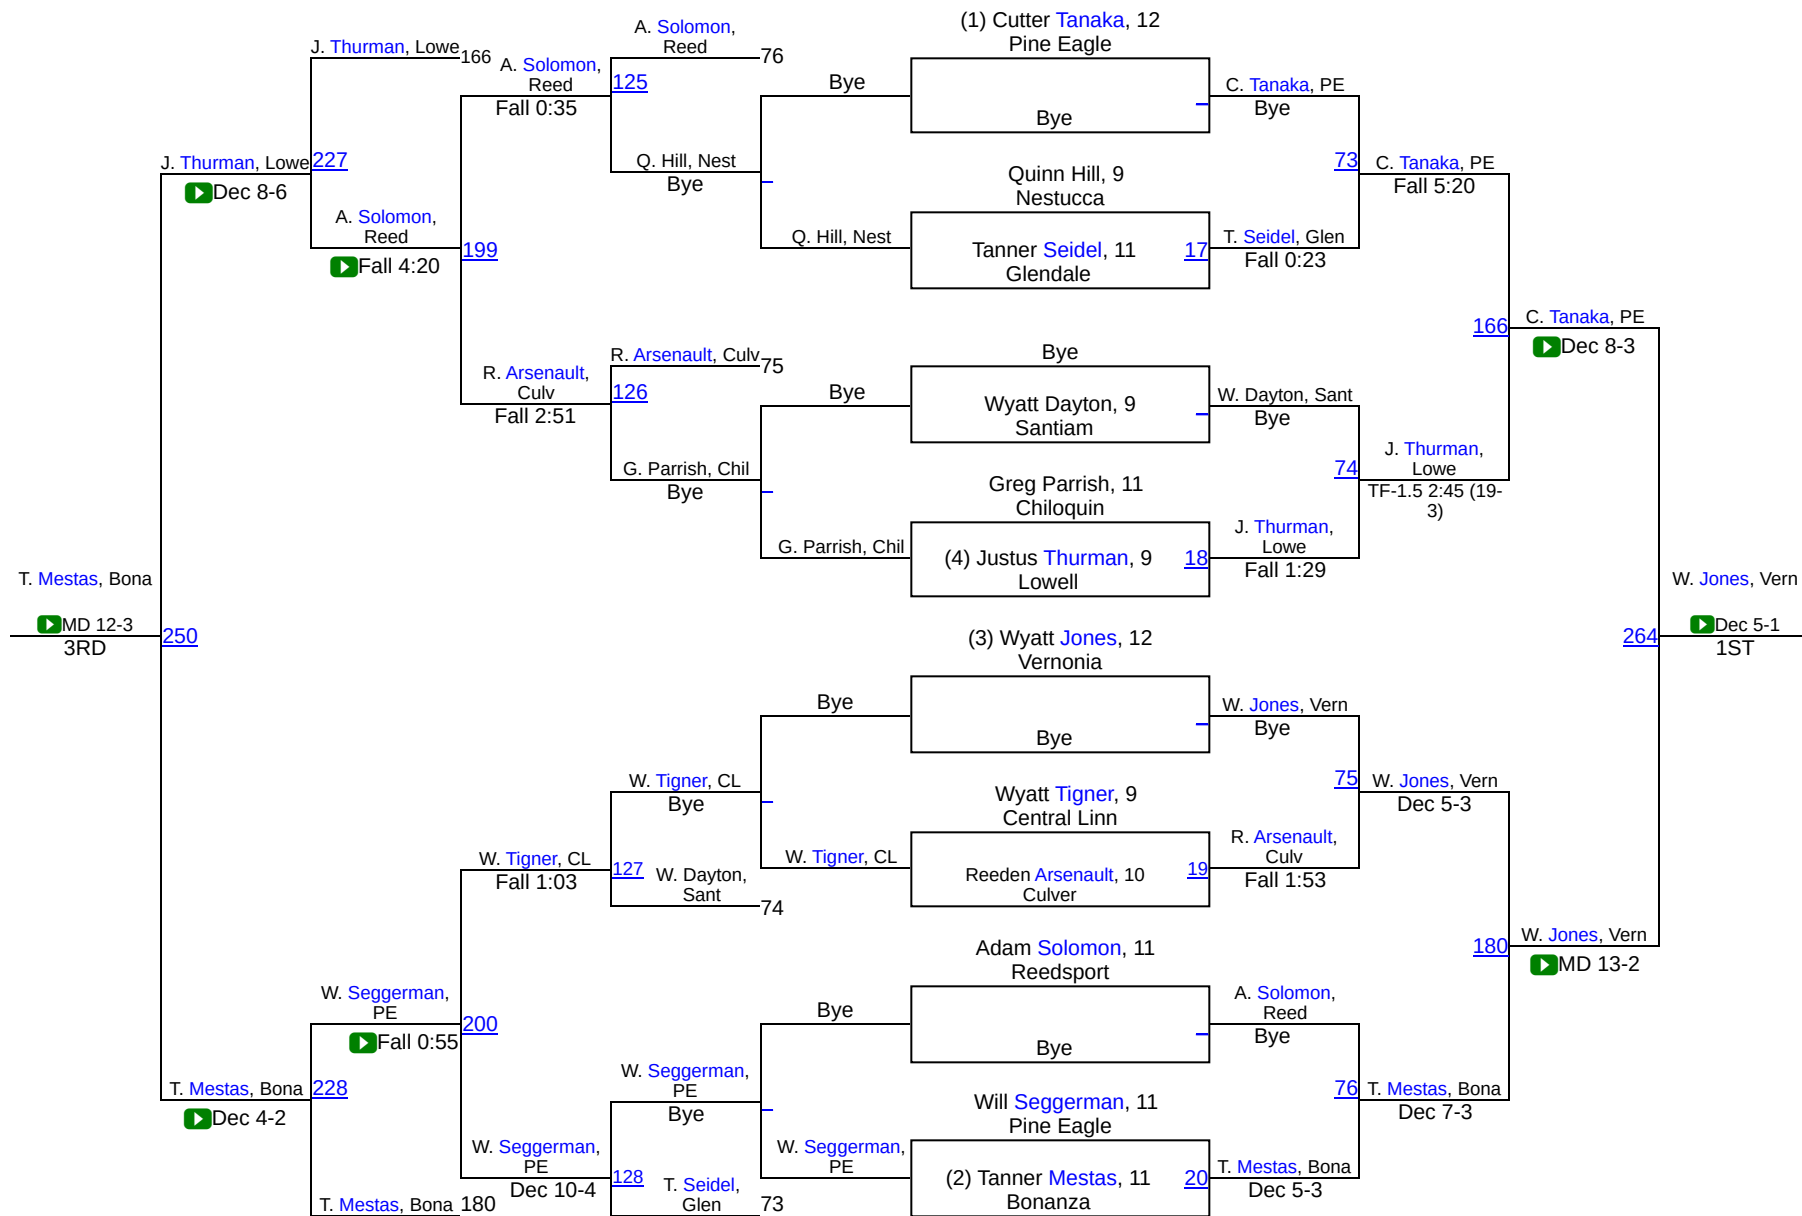 (1) Cutter Tanaka, 12
Pine Eagle
Bye
Quinn Hill, 9
Nestucca
Tanner Seidel, 11
17
Glendale
Bye
Wyatt Dayton, 9
Santiam
Greg Parrish, 11
Chiloquin
(4) Justus Thurman, 9
18
Lowell
(3) Wyatt Jones, 12
Vernonia
Bye
Wyatt Tigner, 9
Central Linn
Reeden Arsenault, 10
19
Culver
Adam Solomon, 11
Reedsport
Bye
Will Seggerman, 11
Pine Eagle
(2) Tanner Mestas, 11
20
Bonanza
C. Tanaka, PE
Bye
73
T. Seidel, Glen
Fall 0:23
W. Dayton, Sant
Bye
74
J. Thurman,
Lowe
Fall 1:29
W. Jones, Vern
Bye
75
R. Arsenault,
Culv
Fall 1:53
A. Solomon,
Reed
Bye
76
T. Mestas, Bona
Dec 5-3
C. Tanaka, PE
Fall 5:20
166
J. Thurman,
Lowe
TF-1.5 2:45 (19-
3)
W. Jones, Vern
Dec 5-3
180
T. Mestas, Bona
Dec 7-3
C. Tanaka, PE
Dec 8-3
264
W. Jones, Vern
MD 13-2
W. Jones, Vern
Dec 5-1
1ST
Bye
Q. Hill, Nest
Bye
G. Parrish, Chil
Bye
W. Tigner, CL
Bye
W. Seggerman,
PE
A. Solomon,
Reed
76
125
Q. Hill, Nest
Bye
R. Arsenault, Culv
75
126
G. Parrish, Chil
Bye
W. Tigner, CL
Bye
127
W. Dayton,
Sant
74
W. Seggerman,
PE
Bye
128
T. Seidel,
Glen
73
A. Solomon,
Reed
Fall 0:35
199
R. Arsenault,
Culv
Fall 2:51
W. Tigner, CL
Fall 1:03
200
W. Seggerman,
PE
Dec 10-4
J. Thurman, Lowe
166
227
A. Solomon,
Reed
Fall 4:20
W. Seggerman,
PE
Fall 0:55
228
T. Mestas, Bona
180
J. Thurman, Lowe
Dec 8-6
250
T. Mestas, Bona
Dec 4-2
T. Mestas, Bona
MD 12-3
3RD